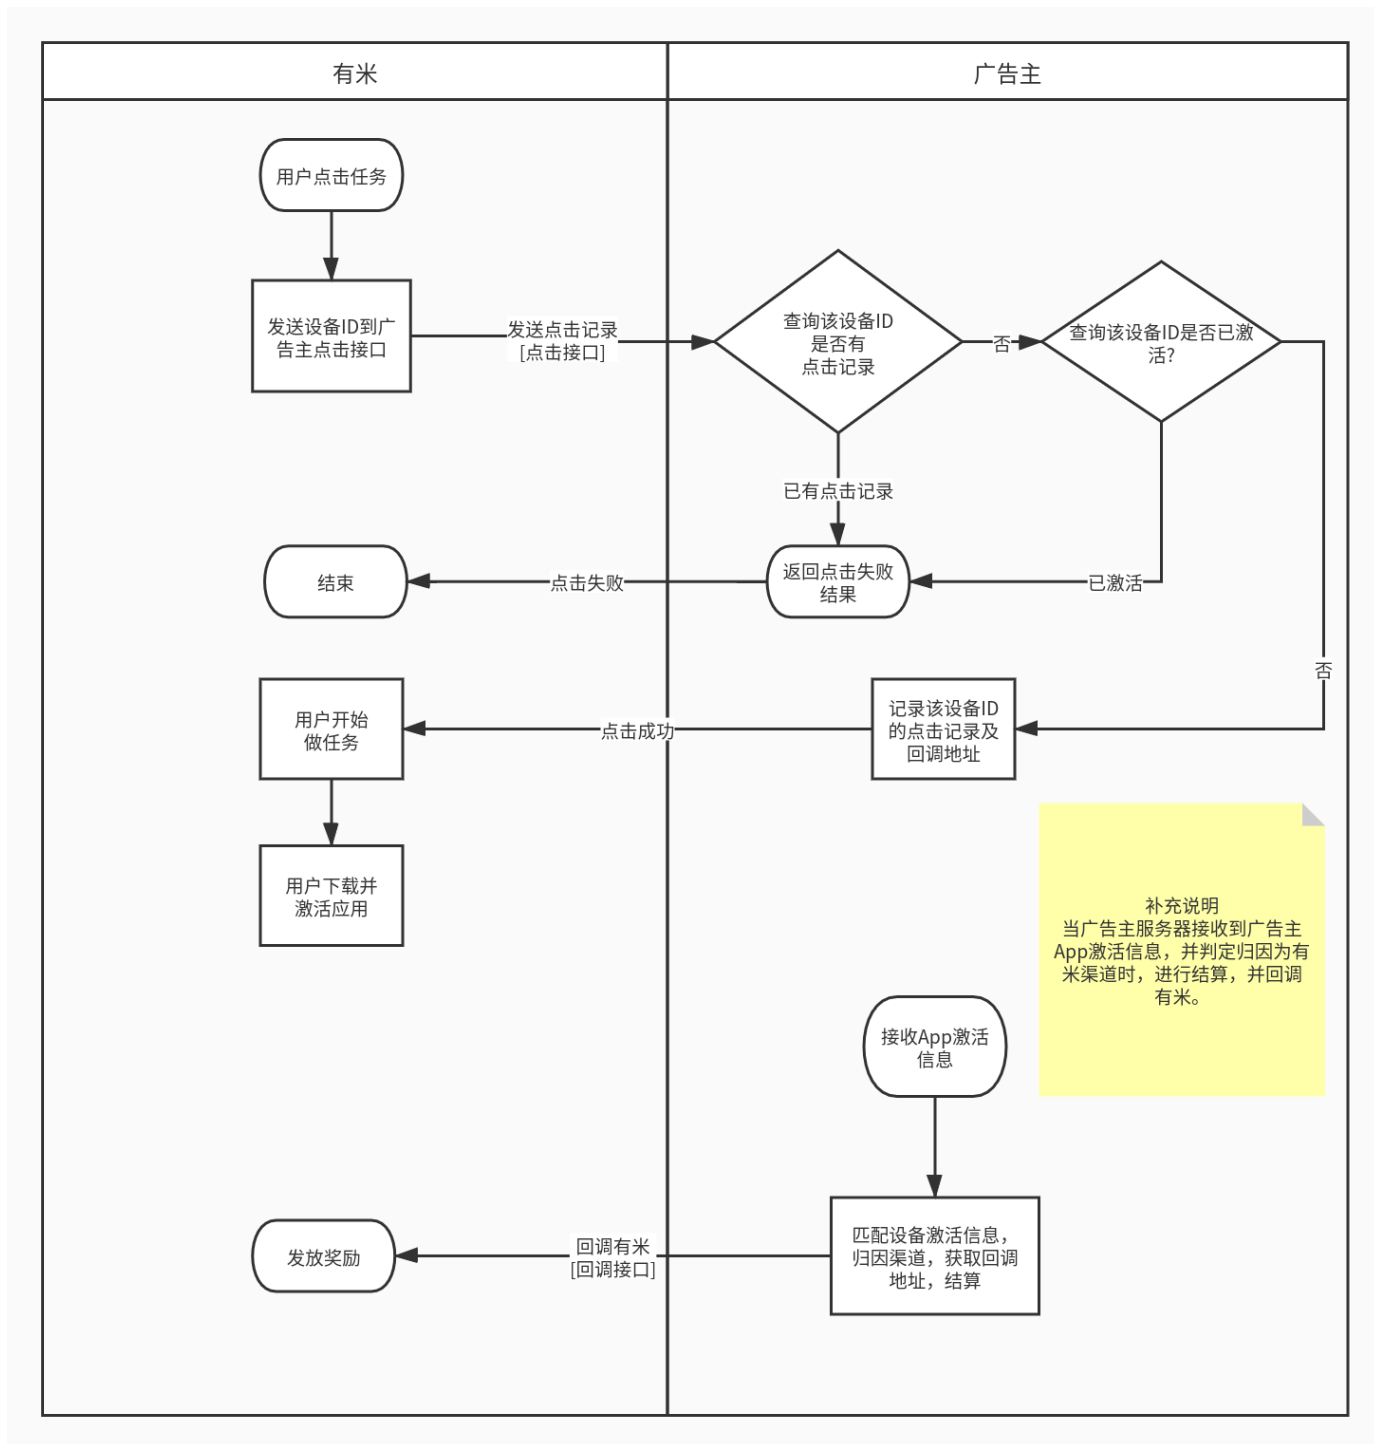 有米
广告主
用户点击任务
发送设备ID到广
告主点击接口
发送点击记录
[点击接口]
查询该设备ID
是否有
点击记录
否
查询该设备ID是否已激
活?
已有点击记录
返回点击失败
结果
已激活
点击失败
结束
否
记录该设备ID
的点击记录及
回调地址
点击成功
用户开始
做任务
用户下载并
激活应用
补充说明
当广告主服务器接收到广告主
App激活信息，并判定归因为有
米渠道时，进行结算，并回调
有米。
接收App激活
信息
匹配设备激活信息，
归因渠道，获取回调
地址，结算
回调有米
[回调接口]
发放奖励